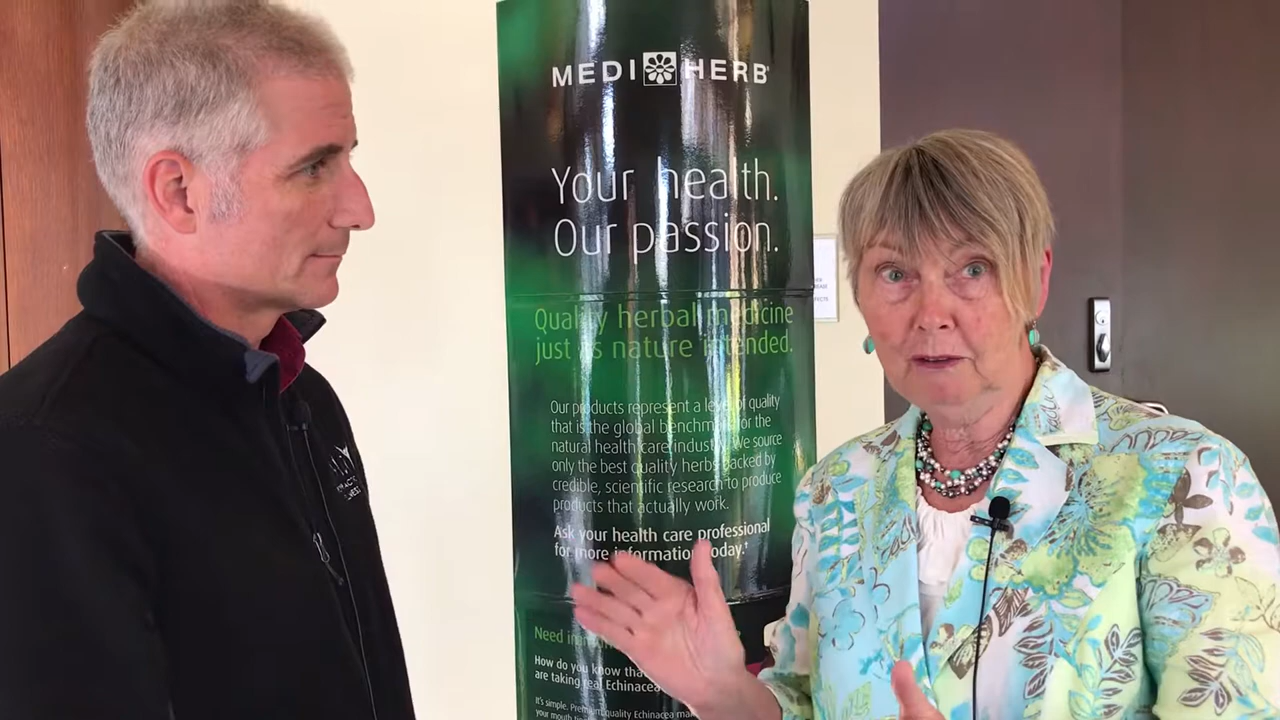 MEDI HERB
Your health.
Our passion.
Quality herbal medicine
just as nature intended.
Our products represent a level of quality
that is the global benchmark for the
natural health care industry. We source
only the best quality herbs backed by
credible, scientific research to produce
products that actually work.
Ask your health care professional
for more information today.†
Need
How do you know that
are taking real Echinacea
It's simple. Premium quality Echinacea
your mouth